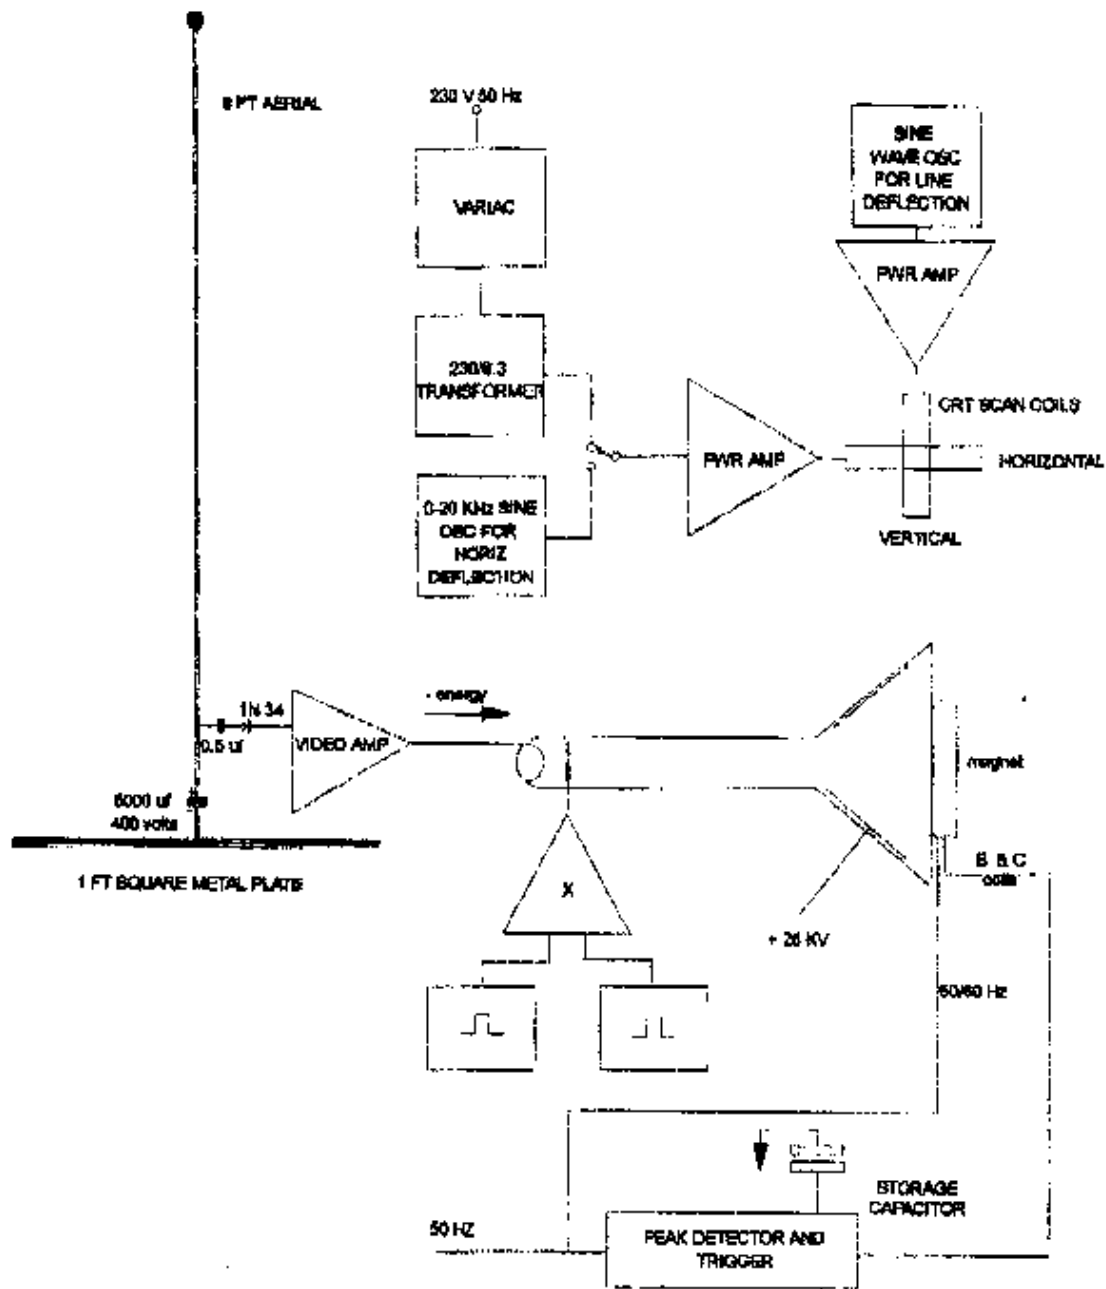 8 FT AERIAL
230 V 50 Hz
VARIAC
230/6.3
TRANSFORMER
0-20 KHz SINE
OSC FOR
HORIZ
DEFLECTION
PWR AMP
SINE
WAVE OSC
FOR LINE
DEFLECTION
PWR AMP
CRT SCAN COILS
HORIZONTAL
VERTICAL
1N 34
0.5 uf
VIDEO AMP
- energy
5000 uf
400 volts
1 FT SQUARE METAL PLATE
X
magnet
B & C
coils
+ 25 KV
50/60 Hz
STORAGE
CAPACITOR
50 HZ
PEAK DETECTOR AND
TRIGGER